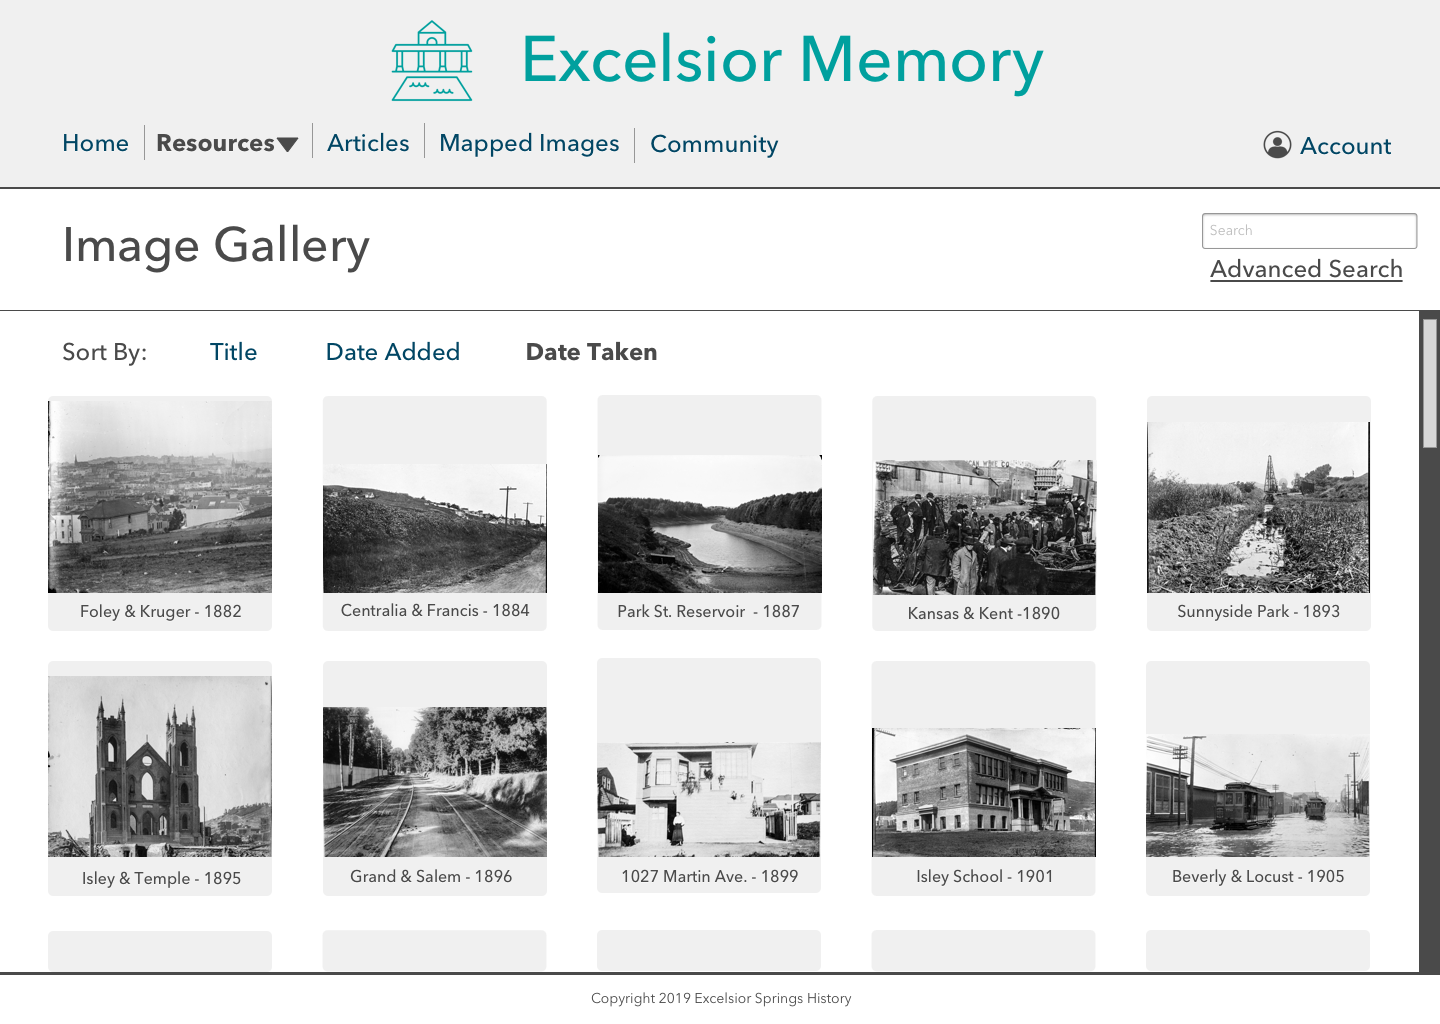 Excelsior Memory
Home
Resources
Articles
Mapped Images
Community
Account
Image Gallery
Search
Advanced Search
Sort By:
Title
Date Added
Date Taken
Foley & Kruger - 1882
Centralia & Francis - 1884
Park St. Reservoir - 1887
Kansas & Kent -1890
Sunnyside Park - 1893
Isley & Temple - 1895
Grand & Salem - 1896
1027 Martin Ave. - 1899
Isley School - 1901
Beverly & Locust - 1905
Copyright 2019 Excelsior Springs History